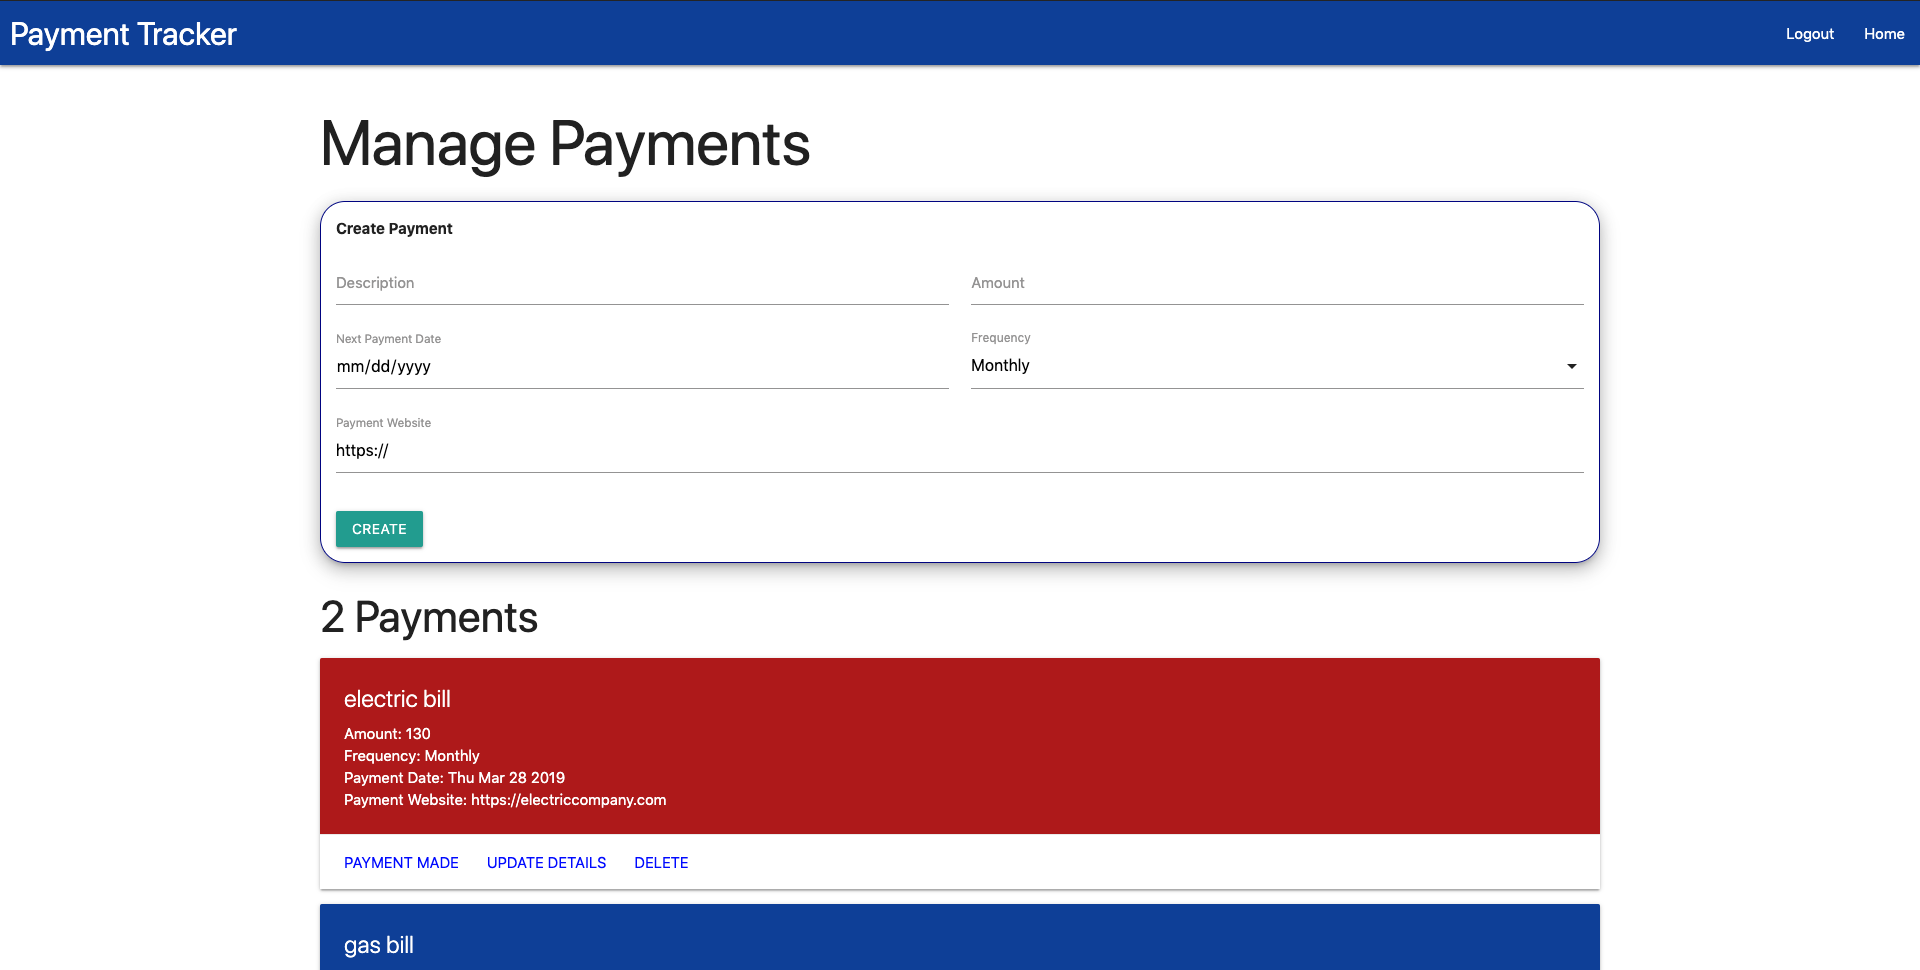 Payment Tracker
Logout
Home
Manage Payments
Create Payment
Description
Amount
Next Payment Date
Frequency
mm/dd/yyyy
Monthly
Payment Website
https://
CREATE
2 Payments
electric bill
Amount: 130
Frequency: Monthly
Payment Date: Thu Mar 28 2019
Payment Website: https://electriccompany.com
PAYMENT MADE
UPDATE DETAILS
DELETE
gas bill